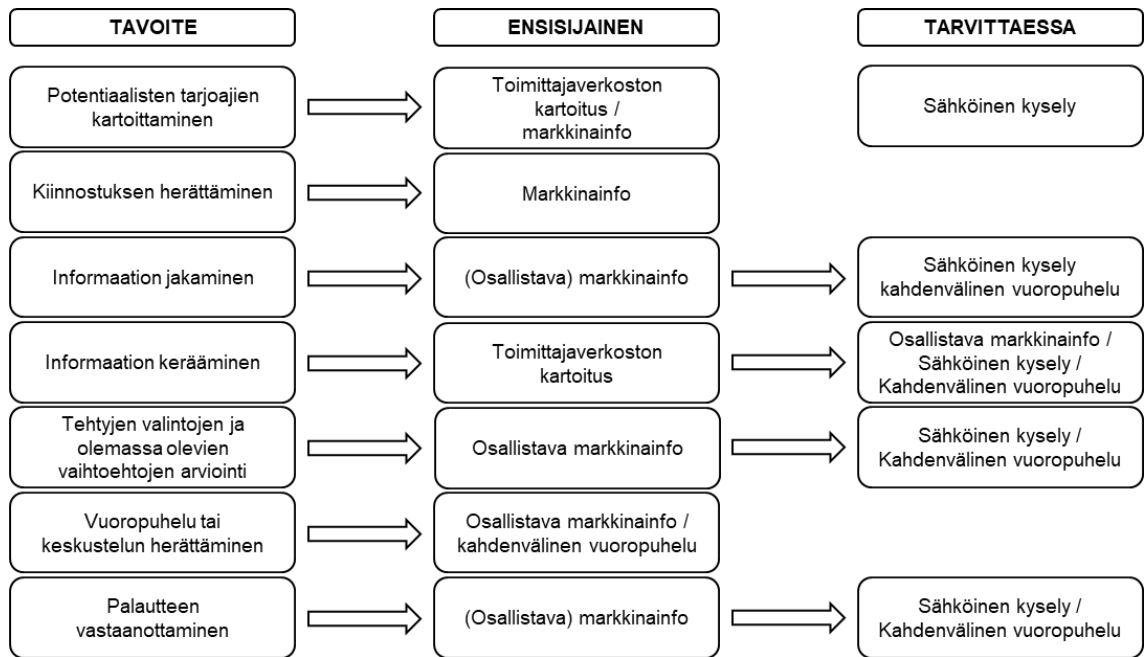 TAVOITE
ENSISIJAINEN
TARVITTAESSA
Potentiaalisten tarjoajien
kartoittaminen
Toimittajaverkoston
kartoitus /
markkinainfo
Sähköinen kysely
Kiinnostuksen herättäminen
Markkinainfo
Informaation jakaminen
(Osallistava) markkinainfo
Sähköinen kysely
kahdenvälinen vuoropuhelu
Informaation kerääminen
Toimittajaverkoston
kartoitus
Osallistava markkinainfo /
Sähköinen kysely /
Kahdenvälinen vuoropuhelu
Tehtyjen valintojen ja
olemassa olevien
vaihtoehtojen arviointi
Osallistava markkinainfo
Sähköinen kysely /
Kahdenvälinen vuoropuhelu
Vuoropuhelu tai
keskustelun herättäminen
Osallistava markkinainfo /
kahdenvälinen vuoropuhelu
Palautteen
vastaanottaminen
(Osallistava) markkinainfo
Sähköinen kysely /
Kahdenvälinen vuoropuhelu